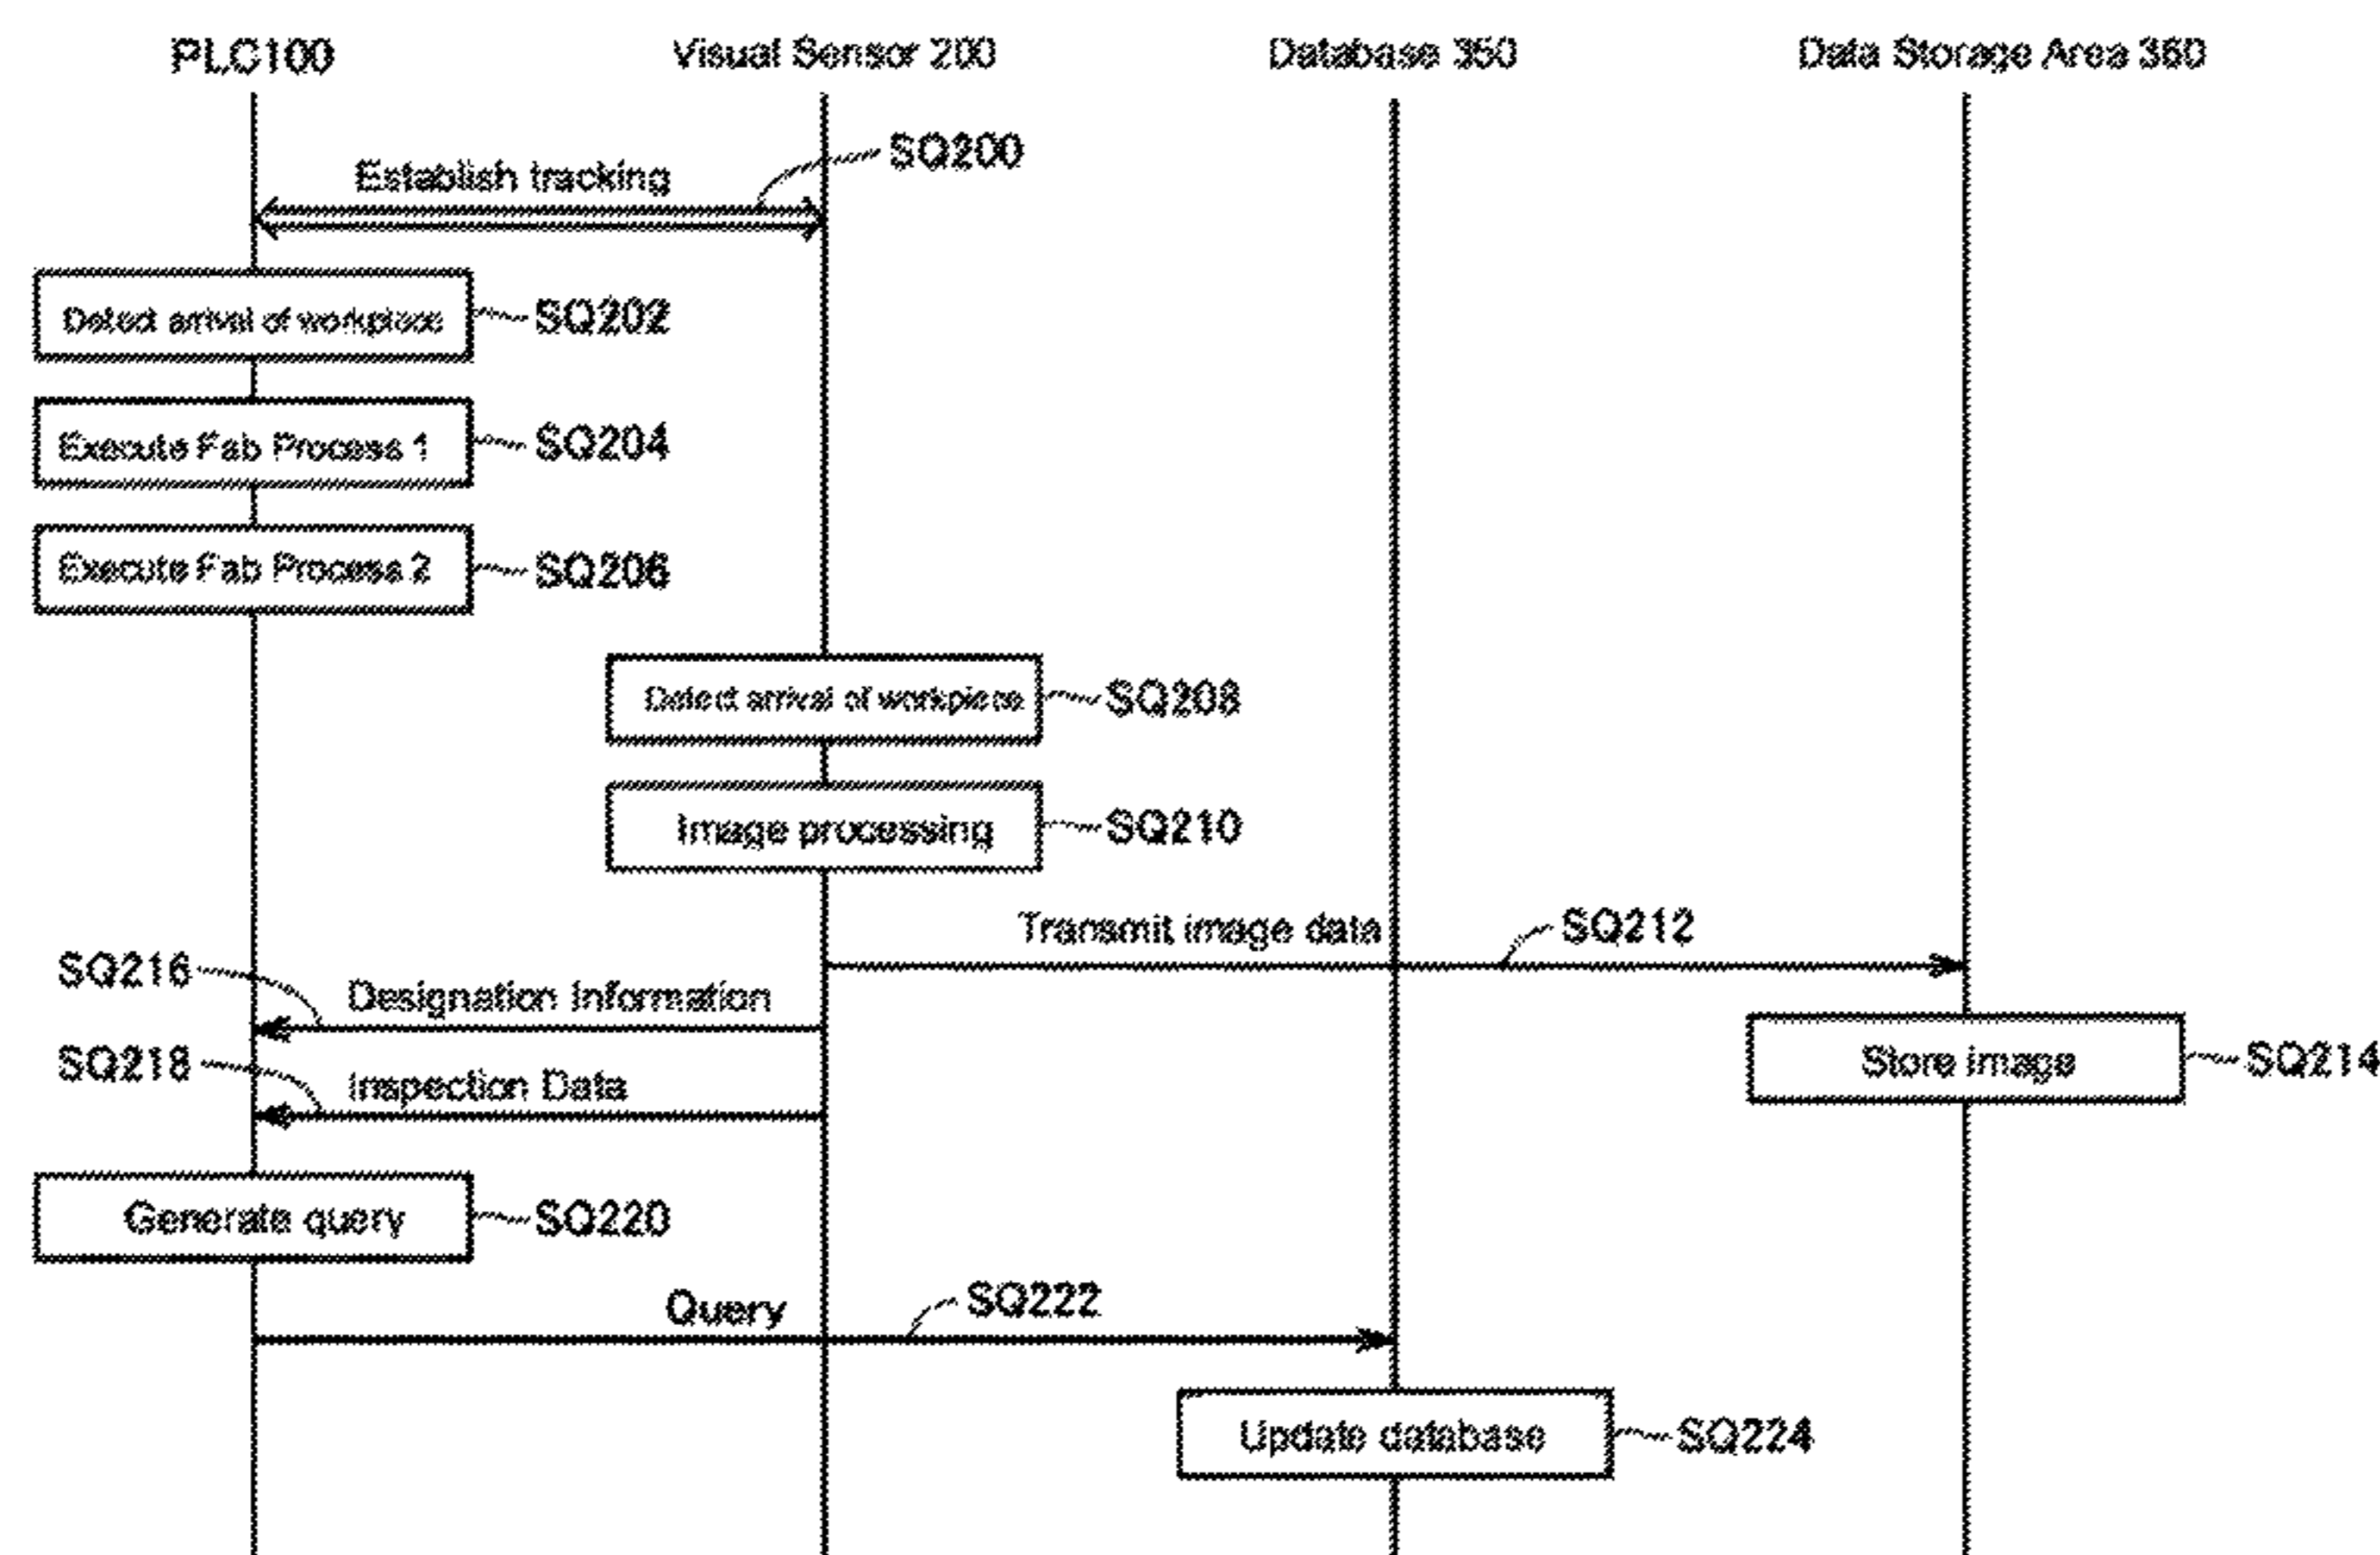 PLC100
Visual Sensor 200
Database 350
Data Storage Area 360
Establish tracking
SQ200
Detect arrival of workpiece
SQ202
Execute Fab Process 1
SQ204
Execute Fab Process 2
SQ206
Detect arrival of workpiece
SQ208
Image processing
SQ210
Transmit image data
SQ212
SQ216
Designation Information
Store image
SQ214
SQ218
Inspection Data
Generate query
SQ220
Query
SQ222
Update database
SQ224